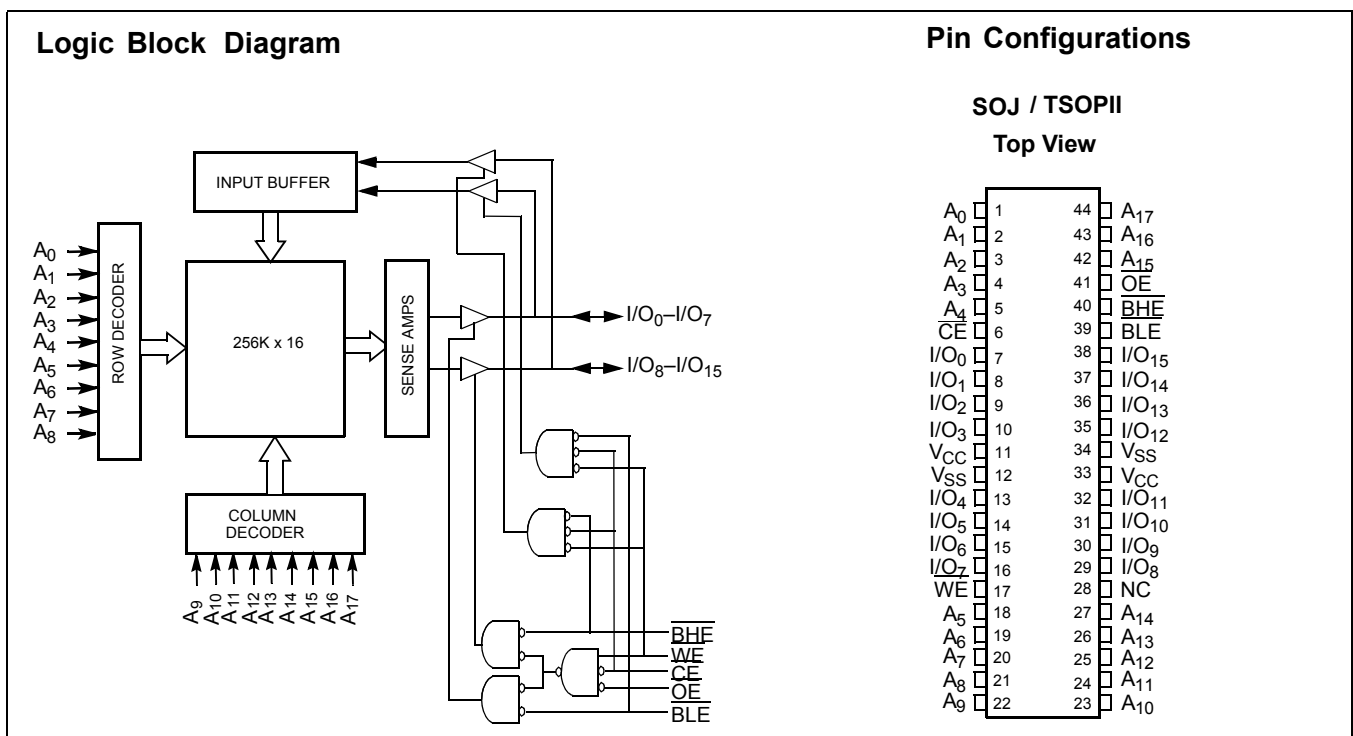 Logic Block Diagram
INPUT BUFFER
A0
A1
A2
A3
A4
A5
A6
A7
A8
ROW DECODER
256K x 16
SENSE AMPS
I/O0–I/O7
I/O8–I/O15
COLUMN
DECODER
A9
A10
A11
A12
A13
A14
A15
A16
A17
BHE
WE
CE
OE
BLE
Pin Configurations
SOJ / TSOPII
Top View
A0 1 44 A17
A1 2 43 A16
A2 3 42 A15
A3 4 41 OE
A4 5 40 BHE
CE 6 39 BLE
I/O0 7 38 I/O15
I/O1 8 37 I/O14
I/O2 9 36 I/O13
I/O3 10 35 I/O12
VCC 11 34 VSS
VSS 12 33 VCC
I/O4 13 32 I/O11
I/O5 14 31 I/O10
I/O6 15 30 I/O9
I/O7 16 29 I/O8
WE 17 28 NC
A5 18 27 A14
A6 19 26 A13
A7 20 25 A12
A8 21 24 A11
A9 22 23 A10